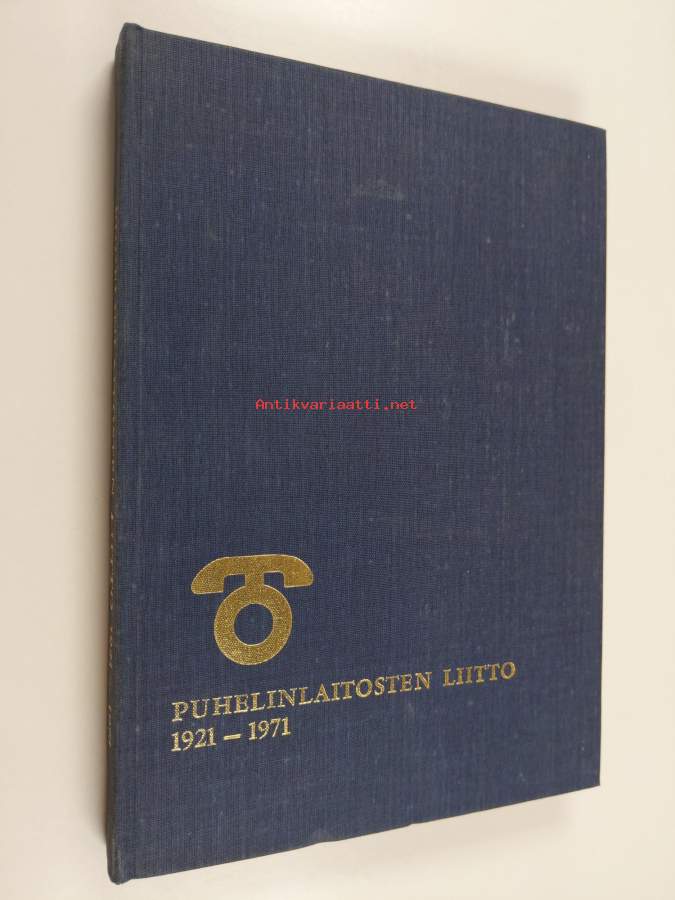 Antikvariaatti.net
PUHELINLAITOSTEN LIITTO
1921 – 1971